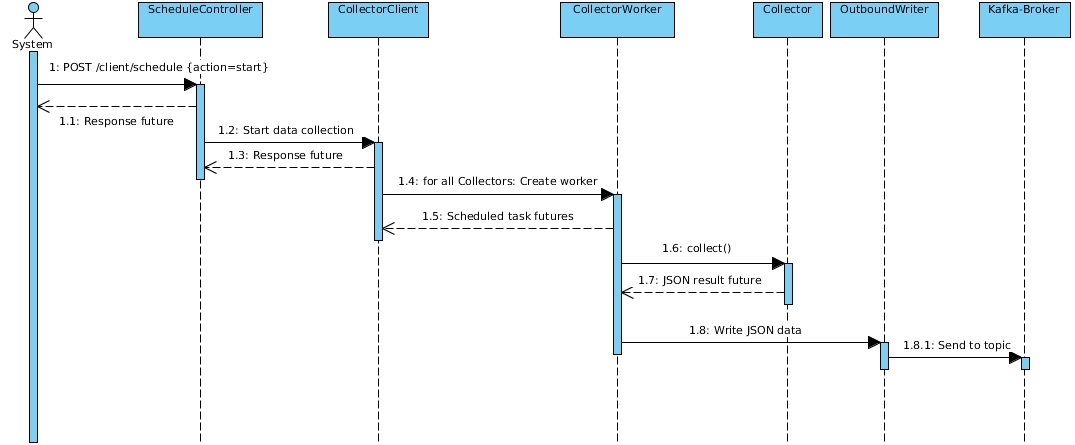 ScheduleController
CollectorClient
CollectorWorker
Collector
OutboundWriter
Kafka-Broker
System
1: POST /client/schedule {action=start}
1.1: Response future
1.2: Start data collection
1.3: Response future
1.4: for all Collectors: Create worker
1.5: Scheduled task futures
1.6: collect()
1.7: JSON result future
1.8: Write JSON data
1.8.1: Send to topic